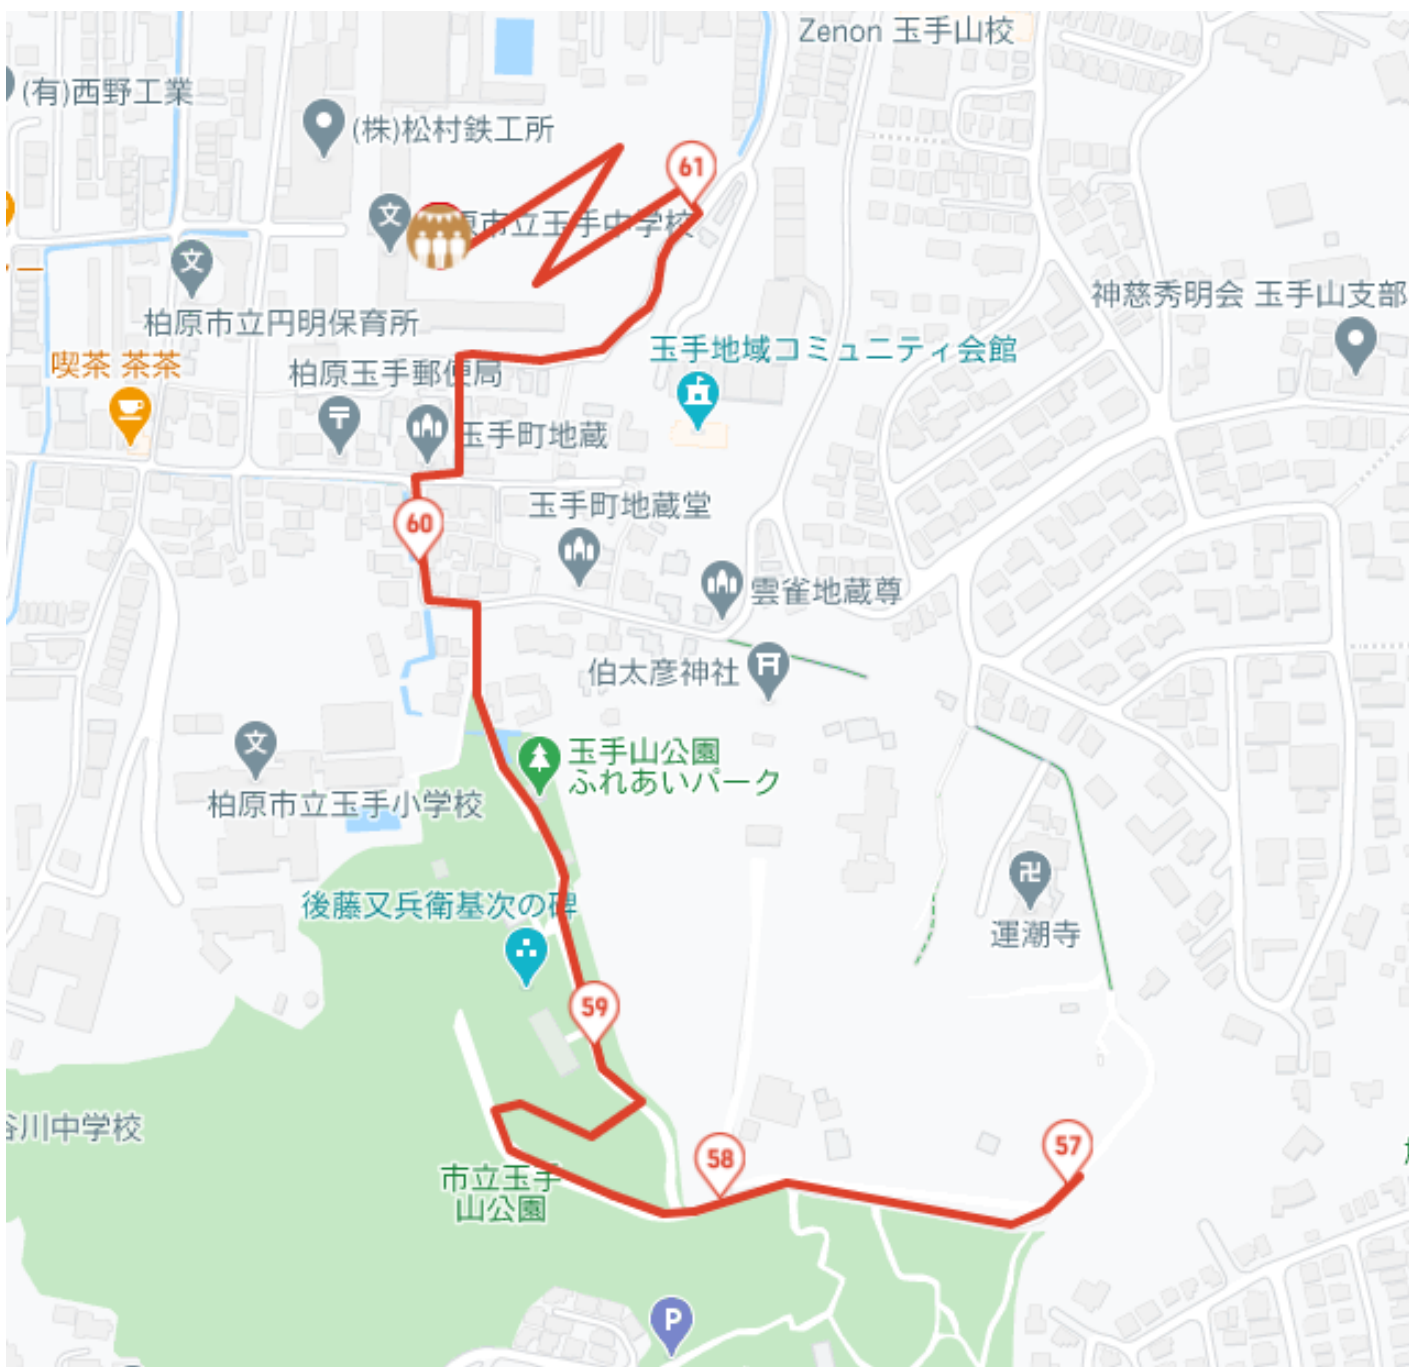 Zenon 玉手山校
(有)西野工業
(株)松村鉄工所
61
文
原市立玉手中学校
文
柏原市立円明保育所
神慈秀明会 玉手山支部
喫茶 茶茶
柏原玉手郵便局
玉手地域コミュニティ会館
玉手町地蔵
玉手町地蔵堂
60
雲雀地蔵尊
伯太彦神社
文
柏原市立玉手小学校
玉手山公園
ふれあいパーク
後藤又兵衛基次の碑
卍
運潮寺
59
谷川中学校
58
57
市立玉手
山公園
P